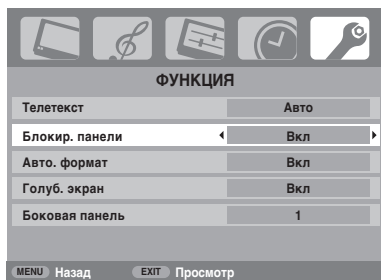 ФУНКЦИЯ
Телетекст Авто
Блокир. панели Вкл
Авто. формат Вкл
Голуб. экран Вкл
Боковая панель 1
MENU Назад EXIT Просмотр